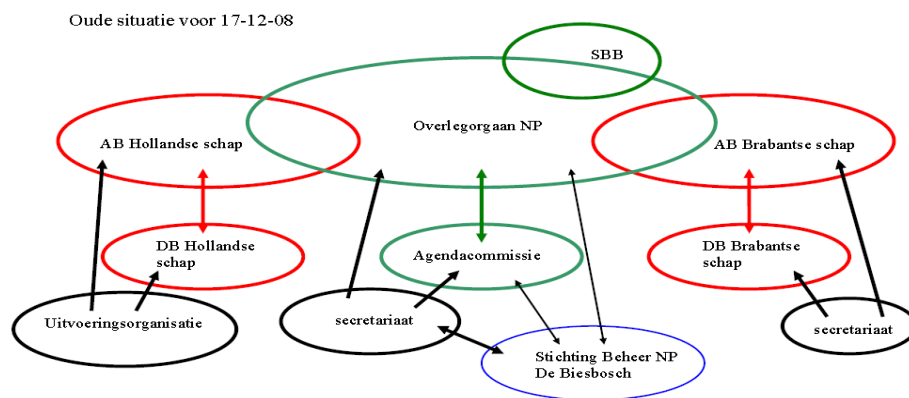 Oude situatie voor 17-12-08
SBB
Overlegorgaan NP
AB Hollandse schap
AB Brabantse schap
DB Hollandse
schap
Agendacommissie
DB Brabantse
schap
Uitvoeringsorganisatie
secretariaat
secretariaat
Stichting Beheer NP
De Biesbosch